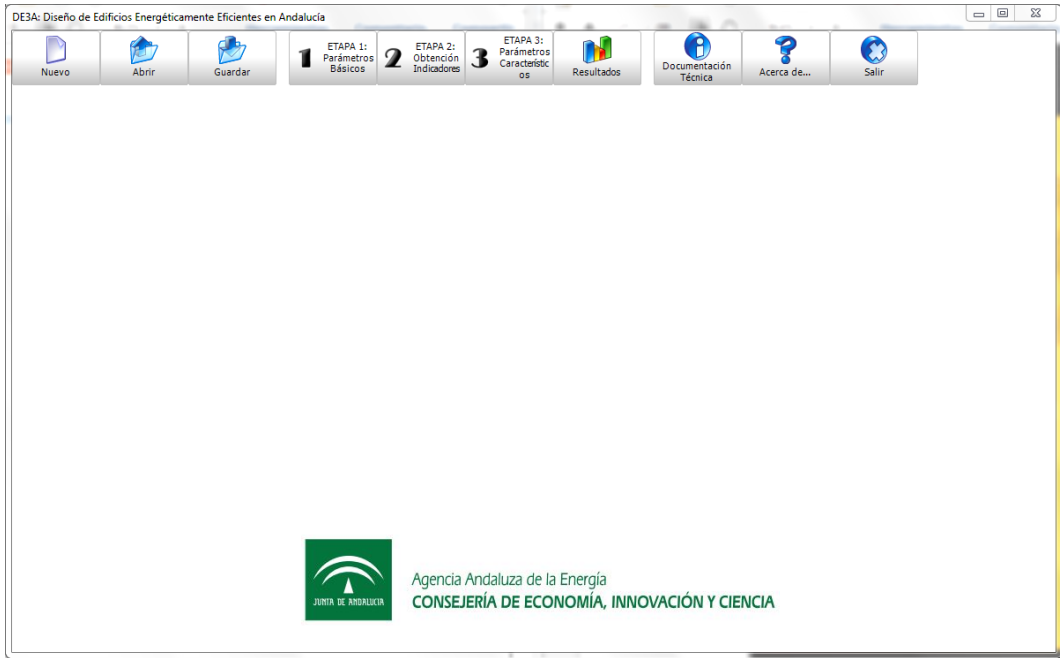 DE3A: Diseño de Edificios Energéticamente Eficientes en Andalucía
Nuevo
Abrir
Guardar
1
ETAPA 1:
Parámetros
Básicos
2
ETAPA 2:
Obtención
Indicadores
3
ETAPA 3:
Parámetros
Característic
os
Resultados
Documentación
Técnica
Acerca de...
Salir
JUNTA DE ANDALUCIA
Agencia Andaluza de la Energía
CONSEJERÍA DE ECONOMÍA, INNOVACIÓN Y CIENCIA